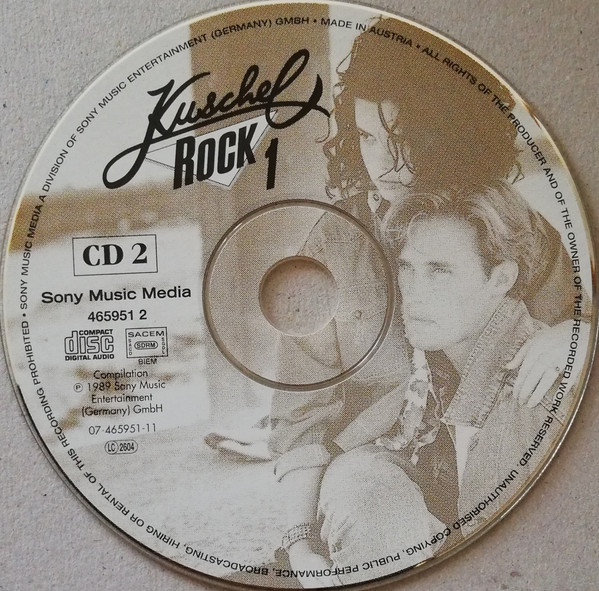 Kuschel
ROCK 1
CD 2
Sony Music Media
465951 2
COMPACT
disc
DIGITAL AUDIO
SACEM
SDRM
BIEM
Compilation
℗ 1989 Sony Music
Entertainment
(Germany) GmbH
07-465951-11
LC 2604
• SONY MUSIC MEDIA A DIVISION OF SONY MUSIC ENTERTAINMENT (GERMANY) GMBH • MADE IN AUSTRIA • ALL RIGHTS OF THE PRODUCER AND OF THE OWNER OF THE RECORDED WORK RESERVED. UNAUTHORISED COPYING, PUBLIC PERFORMANCE, BROADCASTING, HIRING OR RENTAL OF THIS RECORDING PROHIBITED